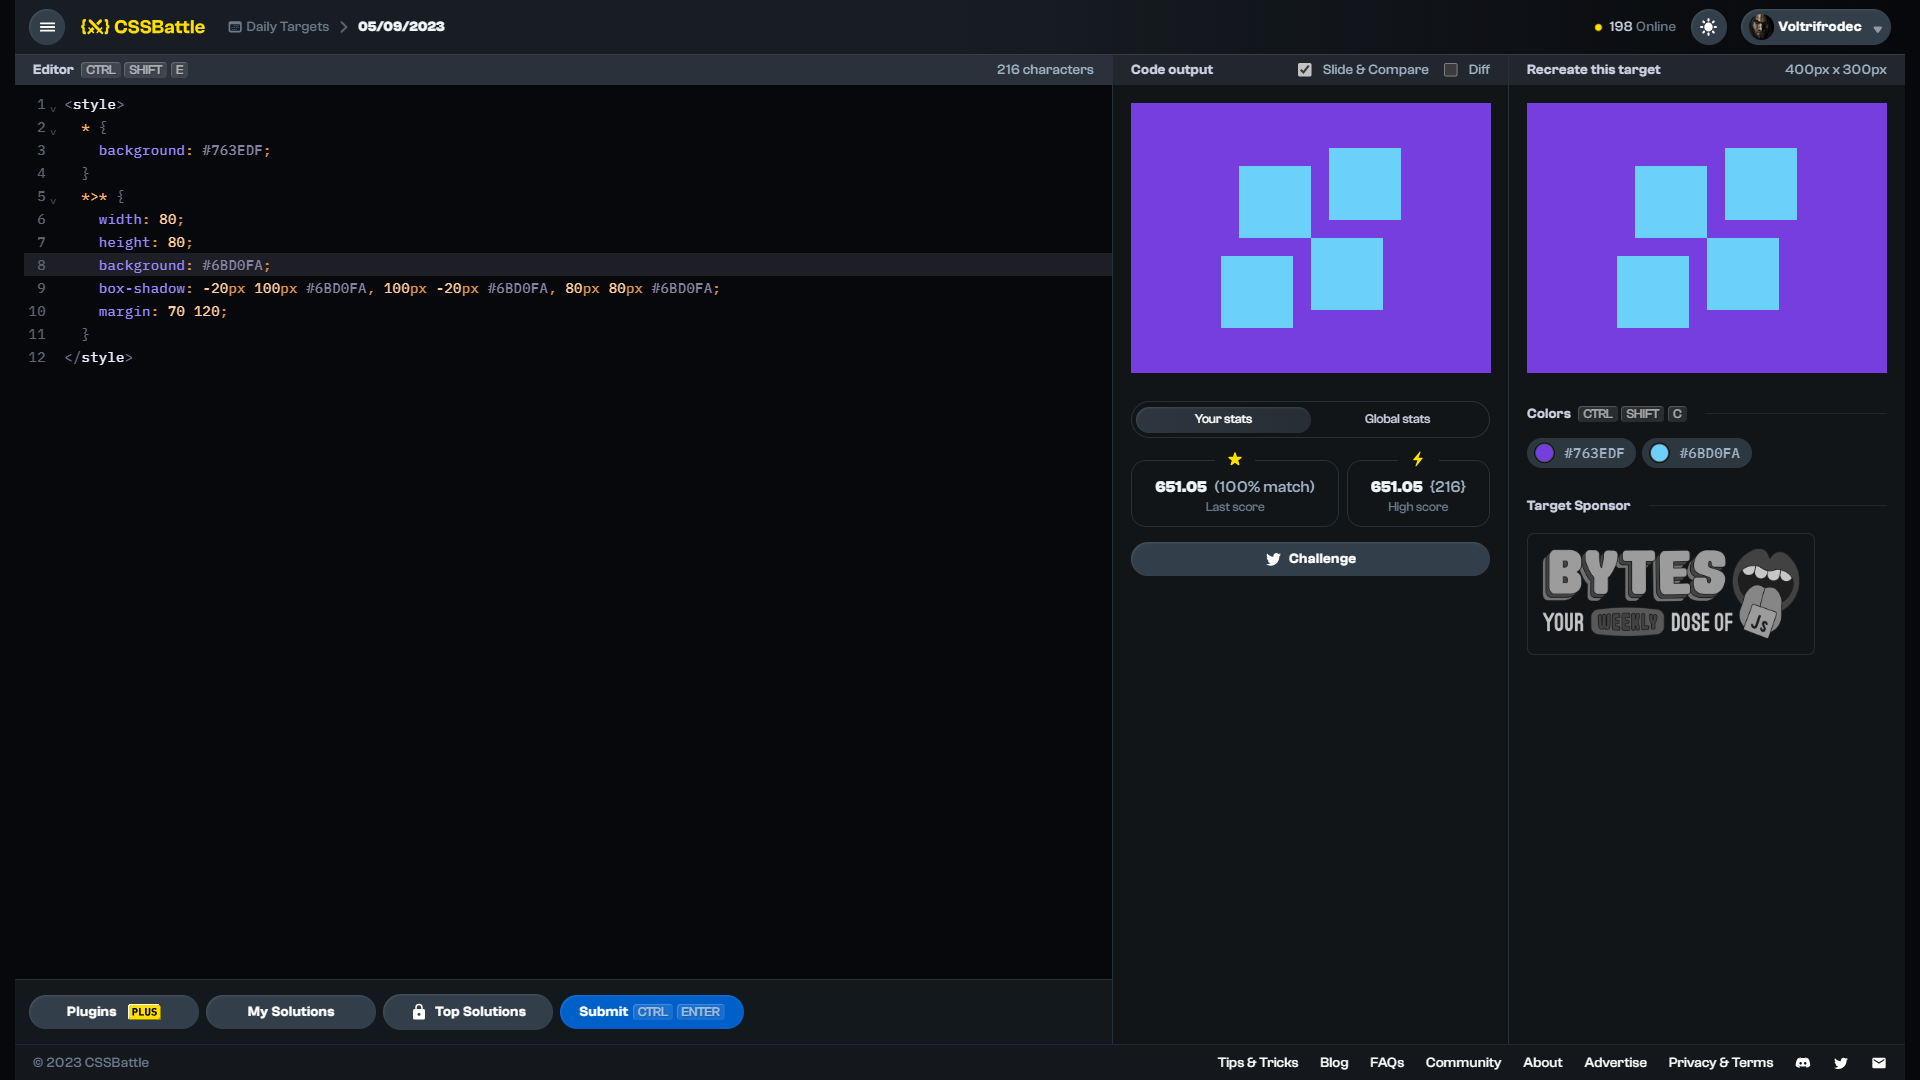 CSSBattle
Daily Targets
05/09/2023
198 Online
Voltrifrodec
Editor CTRL SHIFT E
216 characters
Code output
Slide & Compare
Diff
Recreate this target
400px x 300px
1 <style>
2 * {
3 background: #763EDF;
4 }
5 *>* {
6 width: 80;
7 height: 80;
8 background: #6BD0FA;
9 box-shadow: -20px 100px #6BD0FA, 100px -20px #6BD0FA, 80px 80px #6BD0FA;
10 margin: 70 120;
11 }
12 </style>
Your stats
Global stats
651.05 (100% match)
Last score
651.05 {216}
High score
Challenge
Colors CTRL SHIFT C
#763EDF
#6BD0FA
Target Sponsor
BYTES
YOUR WEEKLY DOSE OF JS
Plugins PLUS
My Solutions
Top Solutions
Submit CTRL ENTER
© 2023 CSSBattle
Tips & Tricks
Blog
FAQs
Community
About
Advertise
Privacy & Terms